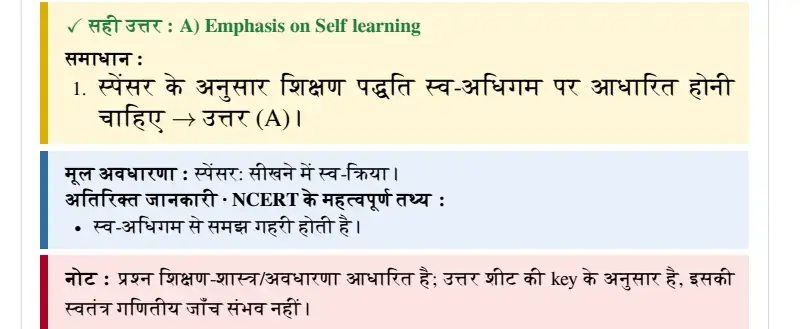 ✓ सही उत्तर : A) Emphasis on Self learning
समाधान :
1. स्पेंसर के अनुसार शिक्षण पद्धति स्व-अधिगम पर आधारित होनी
चाहिए → उत्तर (A)।
मूल अवधारणा : स्पेंसर: सीखने में स्व-क्रिया।
अतिरिक्त जानकारी · NCERT के महत्वपूर्ण तथ्य :
• स्व-अधिगम से समझ गहरी होती है।
नोट : प्रश्न शिक्षण-शास्त्र/अवधारणा आधारित है; उत्तर शीट की key के अनुसार है, इसकी
स्वतंत्र गणितीय जाँच संभव नहीं।